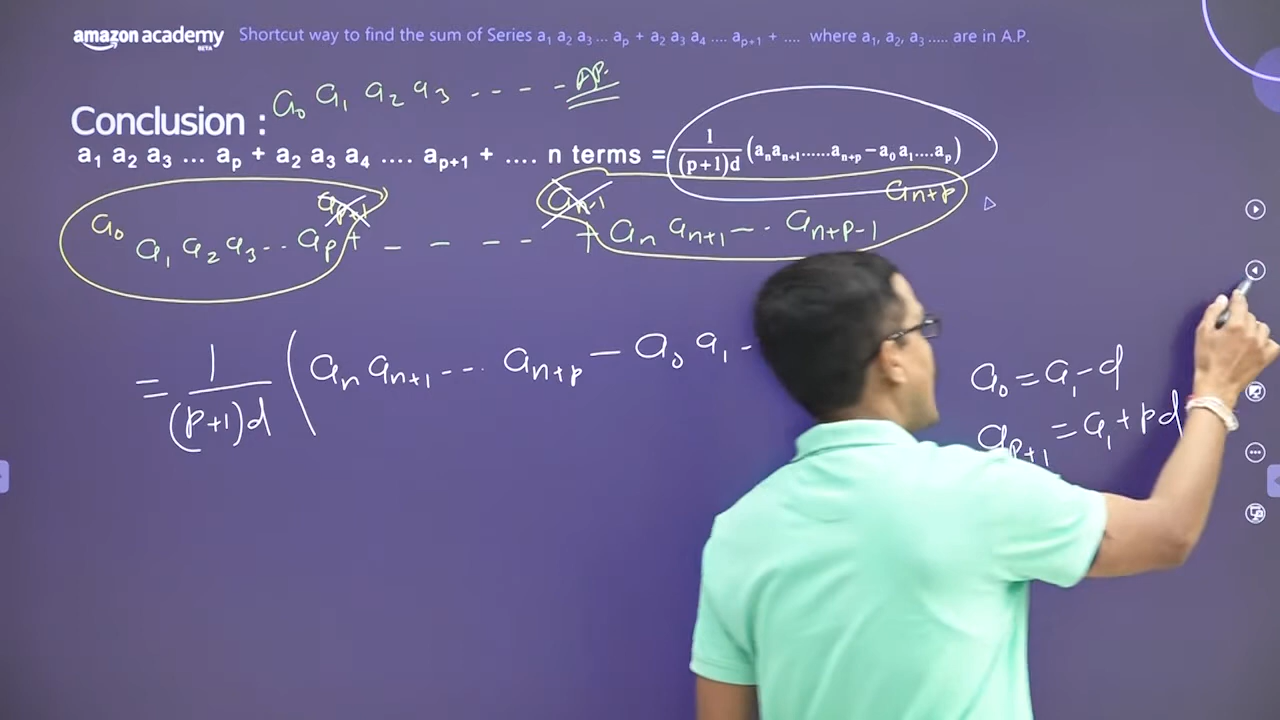 amazon academy BETA Shortcut way to find the sum of Series a₁ a₂ a₃ ... aₚ + a₂ a₃ a₄ .... aₚ₊₁ + .... where a₁, a₂, a₃ ..... are in A.P.
a₀ a₁ a₂ a₃ - - - - - AP.
Conclusion :
a₁ a₂ a₃ ... aₚ + a₂ a₃ a₄ .... aₚ₊₁ + .... n terms = 1/(p+1)d (aₙaₙ₊₁......aₙ₊ₚ – a₀a₁....aₚ)
a₀ a₁ a₂ a₃ .. aₚ aₚ₊₁ + - - - - - + aₙ₋₁ aₙ aₙ₊₁ - - .. aₙ₊ₚ₋₁ aₙ₊ₚ
= 1/(p+1)d ( aₙ aₙ₊₁ - - .. aₙ₊ₚ – a₀ a₁ -
a₀ = a₁ - d
aₚ₊₁ = a₁ + pd